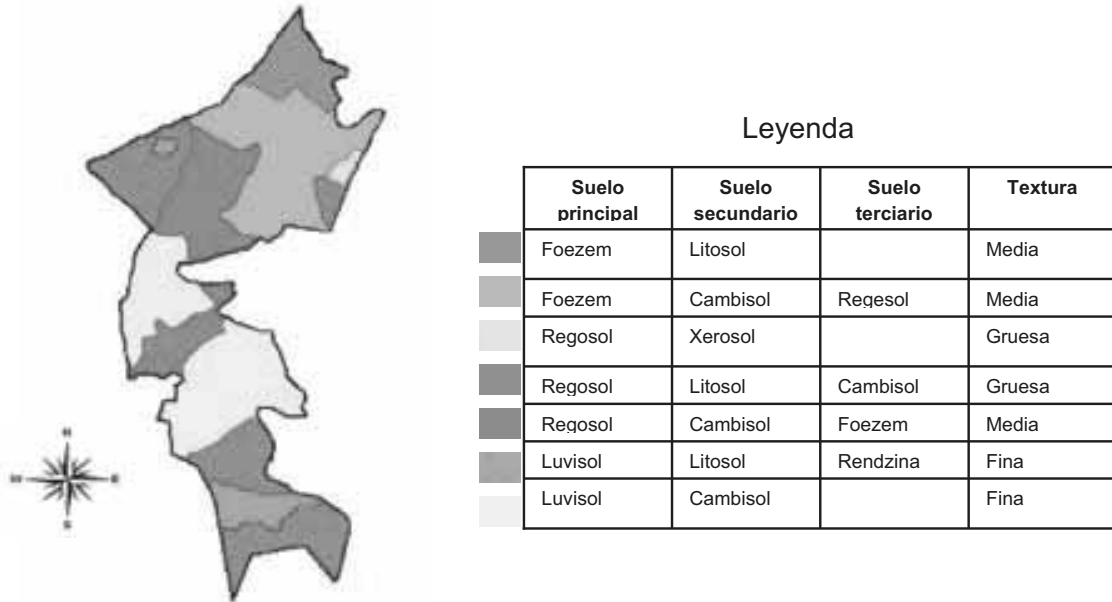 Leyenda
Suelo principal Suelo secundario Suelo terciario Textura
Foezem Litosol Media
Foezem Cambisol Regesol Media
Regosol Xerosol Gruesa
Regosol Litosol Cambisol Gruesa
Regosol Cambisol Foezem Media
Luvisol Litosol Rendzina Fina
Luvisol Cambisol Fina
S